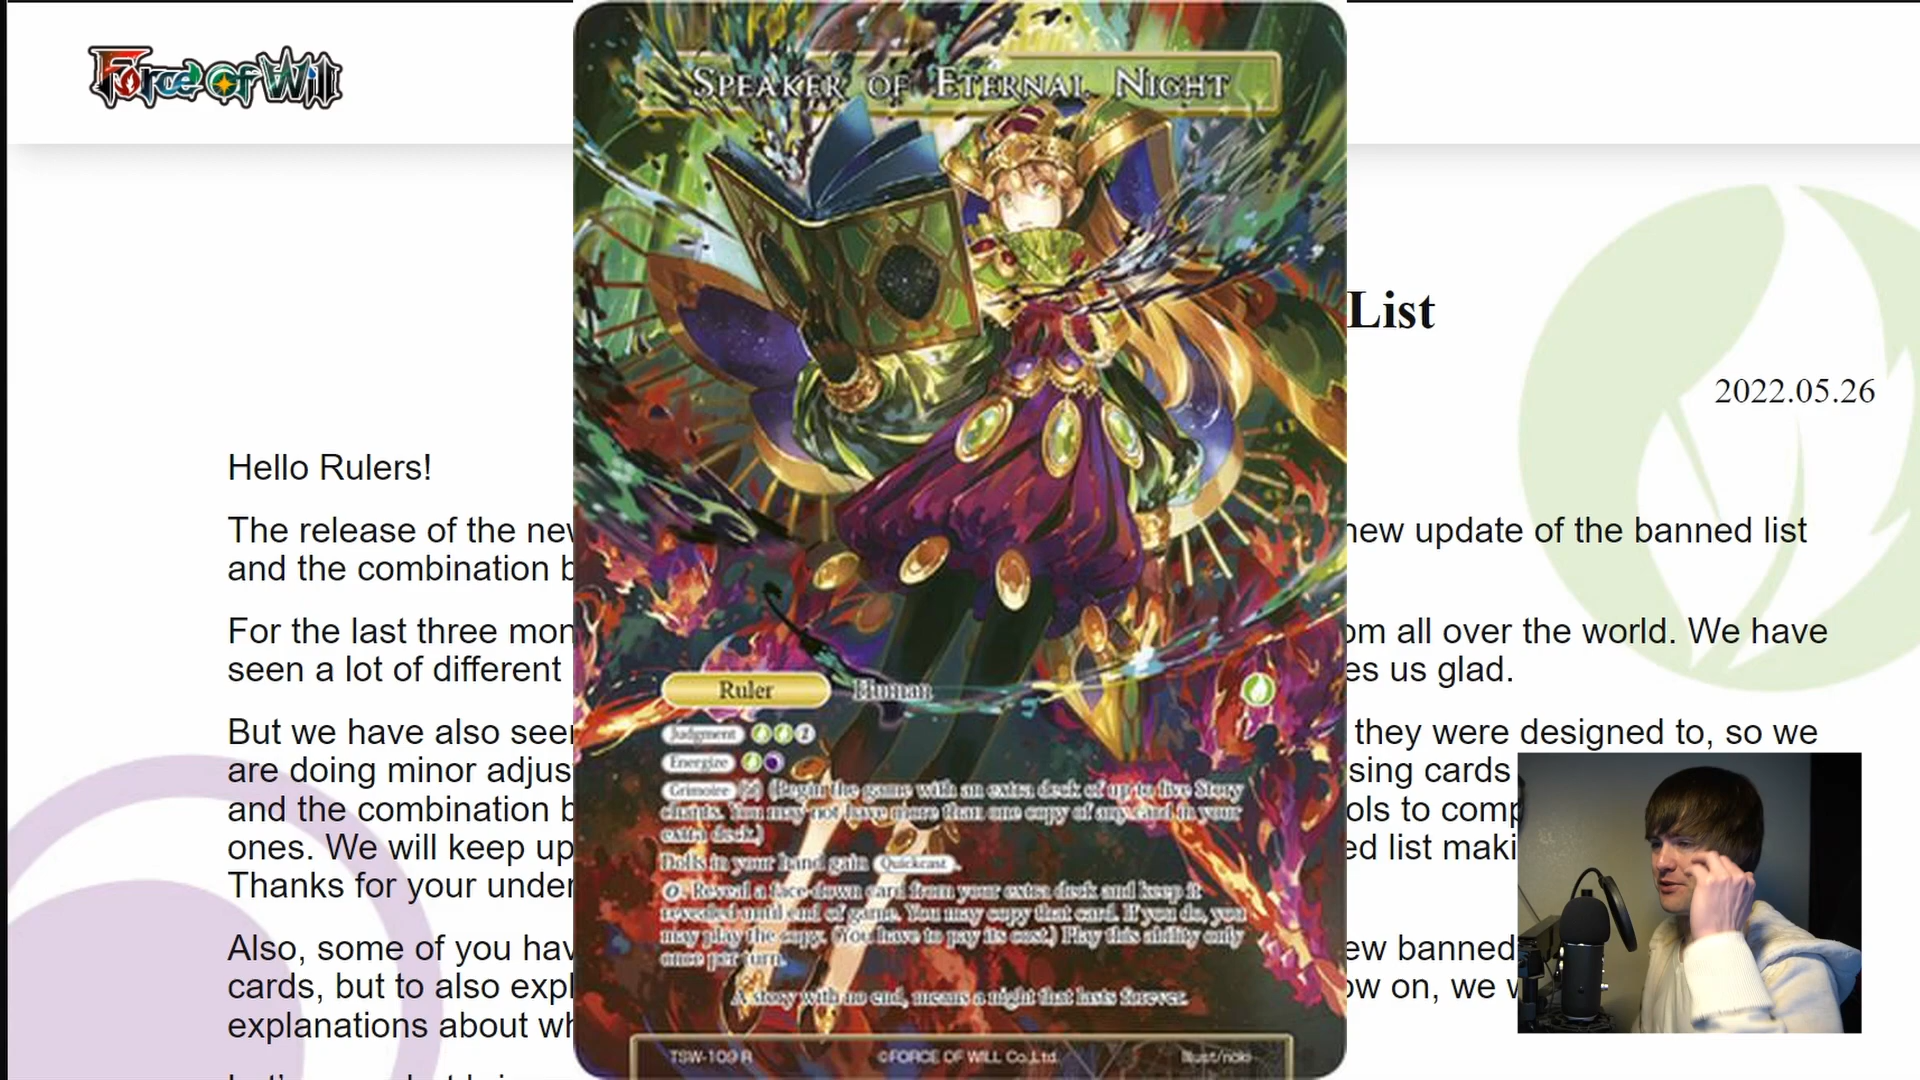 Force of Will
SPEAKER OF ETERNAL NIGHT
List
2022.05.26
Hello Rulers!
The release of the new update of the banned list
and the combination b
For the last three mon om all over the world. We have
seen a lot of different es us glad.
But we have also seen they were designed to, so we
are doing minor adjus sing cards
and the combination b ols to comp
ones. We will keep up ed list maki
Thanks for your under
Also, some of you hav ew banned
cards, but to also expl ow on, we w
explanations about wh
Ruler Human
Judgment 2
Energize
Grimoire (Begin the game with an extra deck of up to five Story
chants. You may not have more than one copy of any card in your
extra deck.)
Dolls in your hand gain Quickcast.
Reveal a face-down card from your extra deck and keep it
revealed until end of game. You may copy that card. If you do, you
may play the copy. (You have to pay its cost.) Play this ability only
once per turn.
A story with no end, means a night that lasts forever.
TSW-109 R ©FORCE OF WILL Co.,Ltd. Illust/noki